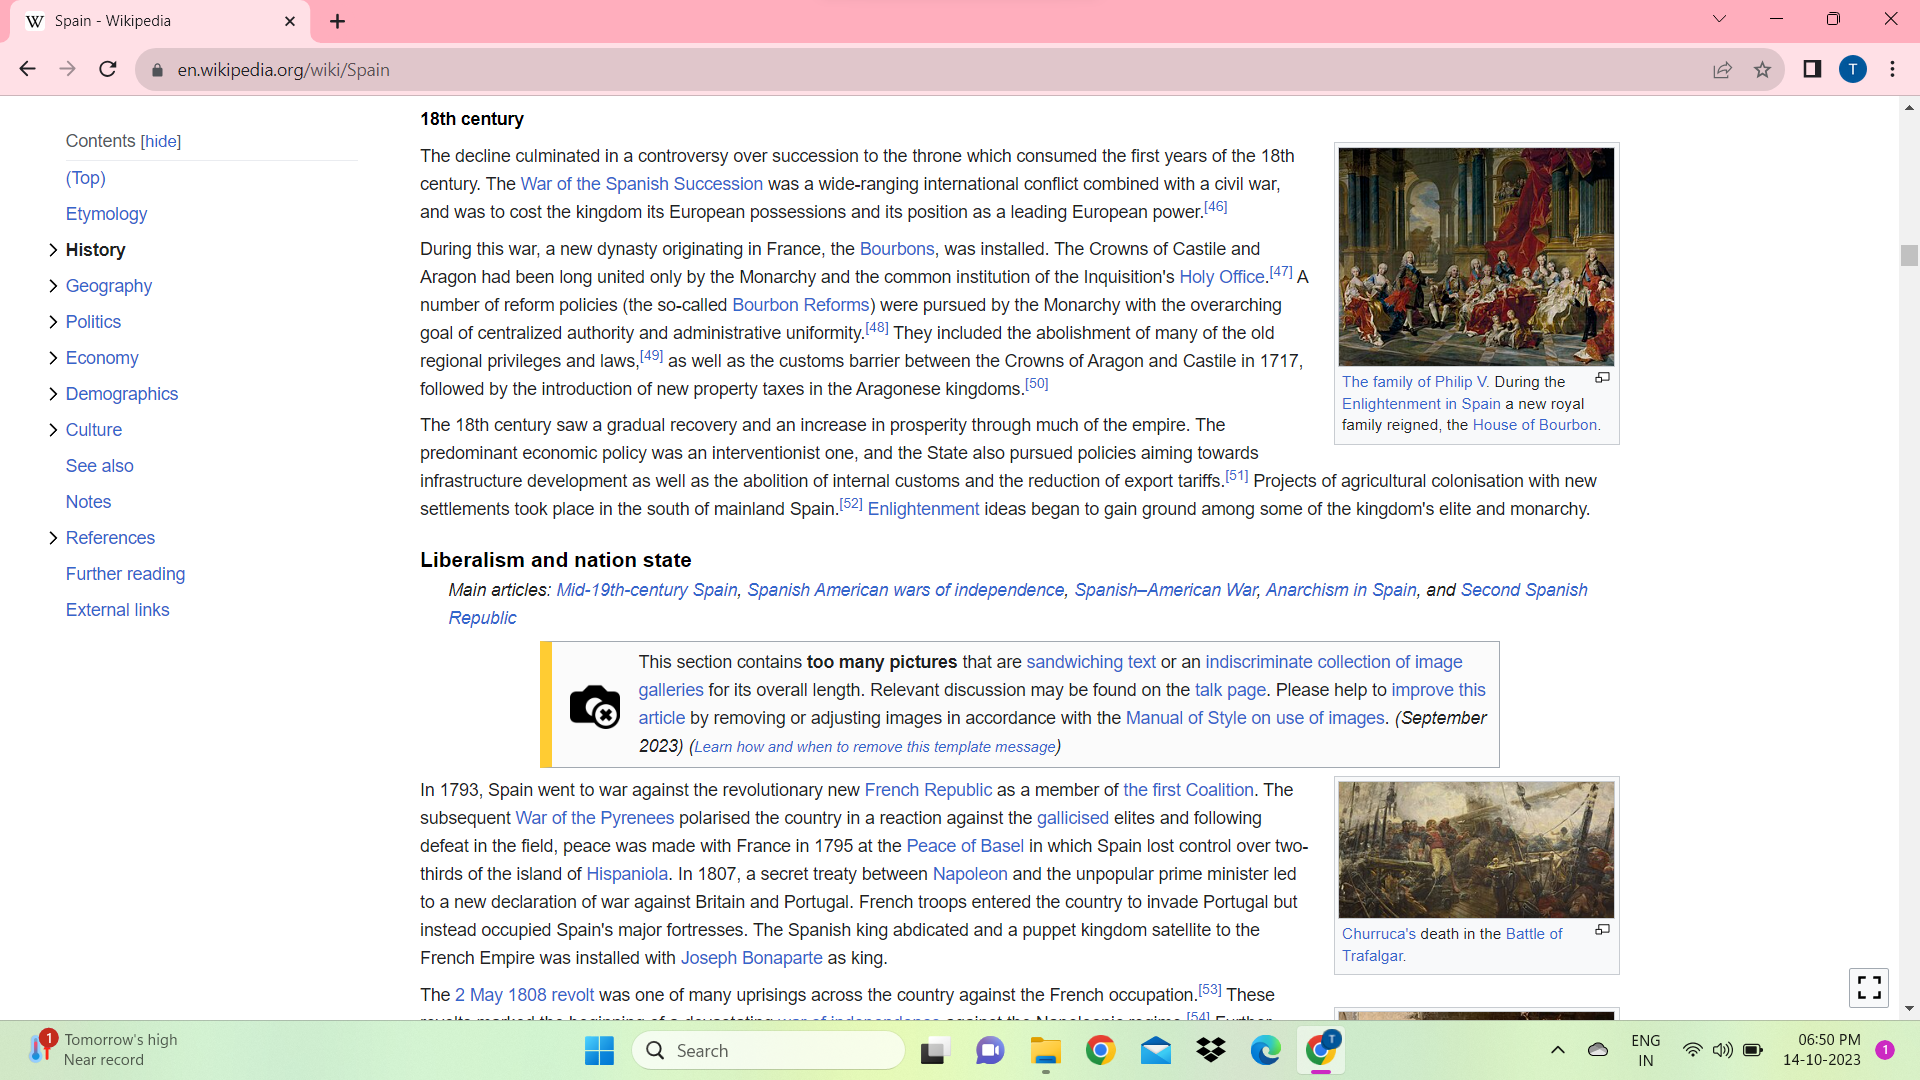 Spain - Wikipedia
en.wikipedia.org/wiki/Spain
T
Contents [hide]
(Top)
Etymology
History
Geography
Politics
Economy
Demographics
Culture
See also
Notes
References
Further reading
External links
18th century
The decline culminated in a controversy over succession to the throne which consumed the first years of the 18th
century. The War of the Spanish Succession was a wide-ranging international conflict combined with a civil war,
and was to cost the kingdom its European possessions and its position as a leading European power.[46]
During this war, a new dynasty originating in France, the Bourbons, was installed. The Crowns of Castile and
Aragon had been long united only by the Monarchy and the common institution of the Inquisition's Holy Office.[47] A
number of reform policies (the so-called Bourbon Reforms) were pursued by the Monarchy with the overarching
goal of centralized authority and administrative uniformity.[48] They included the abolishment of many of the old
regional privileges and laws,[49] as well as the customs barrier between the Crowns of Aragon and Castile in 1717,
followed by the introduction of new property taxes in the Aragonese kingdoms.[50]
The family of Philip V. During the
Enlightenment in Spain a new royal
family reigned, the House of Bourbon.
The 18th century saw a gradual recovery and an increase in prosperity through much of the empire. The
predominant economic policy was an interventionist one, and the State also pursued policies aiming towards
infrastructure development as well as the abolition of internal customs and the reduction of export tariffs.[51] Projects of agricultural colonisation with new
settlements took place in the south of mainland Spain.[52] Enlightenment ideas began to gain ground among some of the kingdom's elite and monarchy.
Liberalism and nation state
Main articles: Mid-19th-century Spain, Spanish American wars of independence, Spanish–American War, Anarchism in Spain, and Second Spanish
Republic
This section contains too many pictures that are sandwiching text or an indiscriminate collection of image
galleries for its overall length. Relevant discussion may be found on the talk page. Please help to improve this
article by removing or adjusting images in accordance with the Manual of Style on use of images. (September
2023) (Learn how and when to remove this template message)
In 1793, Spain went to war against the revolutionary new French Republic as a member of the first Coalition. The
subsequent War of the Pyrenees polarised the country in a reaction against the gallicised elites and following
defeat in the field, peace was made with France in 1795 at the Peace of Basel in which Spain lost control over two-
thirds of the island of Hispaniola. In 1807, a secret treaty between Napoleon and the unpopular prime minister led
to a new declaration of war against Britain and Portugal. French troops entered the country to invade Portugal but
instead occupied Spain's major fortresses. The Spanish king abdicated and a puppet kingdom satellite to the
French Empire was installed with Joseph Bonaparte as king.
Churruca's death in the Battle of
Trafalgar.
The 2 May 1808 revolt was one of many uprisings across the country against the French occupation.[53] These
revolts marked the beginning of a devastating war of independence against the Napoleonic regime.[54] Further
1
Tomorrow's high
Near record
Search
T
ENG
IN
06:50 PM
14-10-2023
1